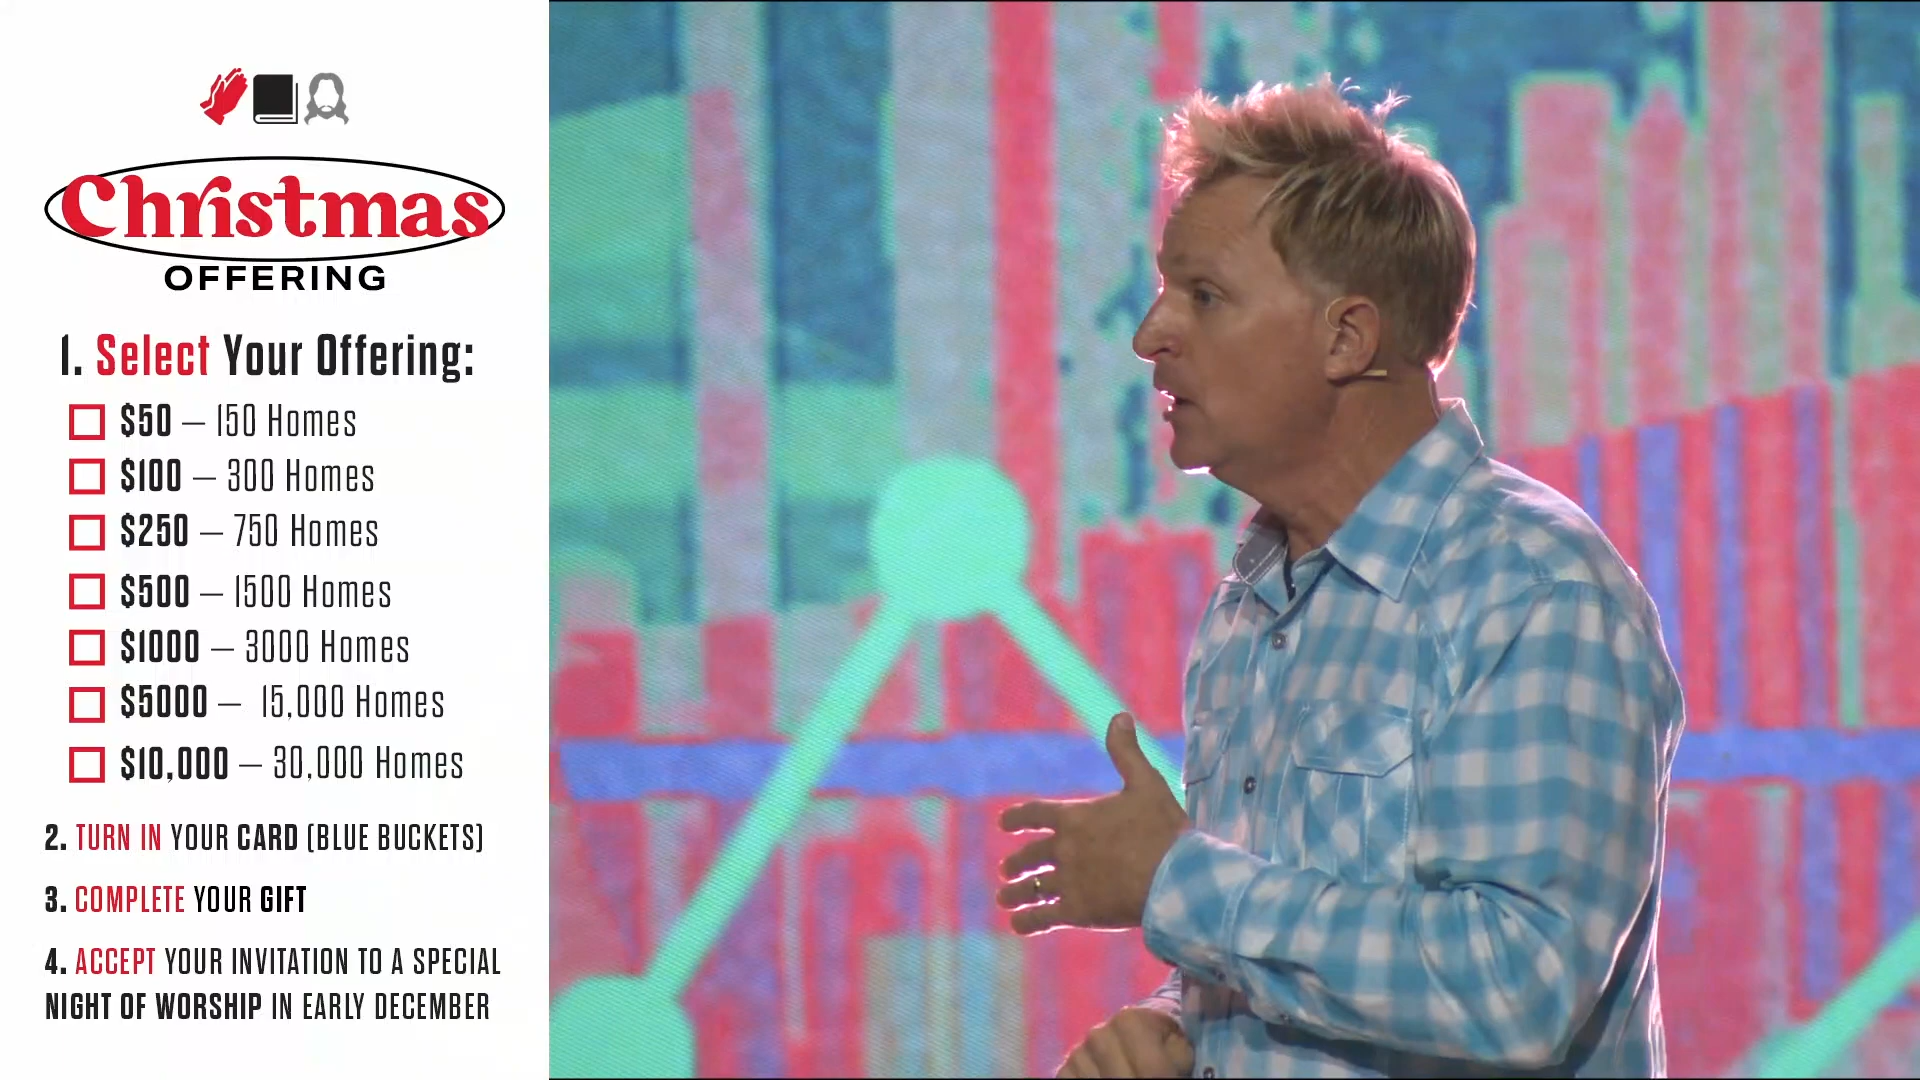 Christmas
OFFERING
1. Select Your Offering:
$50 – 150 Homes
$100 – 300 Homes
$250 – 750 Homes
$500 – 1500 Homes
$1000 – 3000 Homes
$5000 – 15,000 Homes
$10,000 – 30,000 Homes
2. TURN IN YOUR CARD (BLUE BUCKETS)
3. COMPLETE YOUR GIFT
4. ACCEPT YOUR INVITATION TO A SPECIAL
NIGHT OF WORSHIP IN EARLY DECEMBER